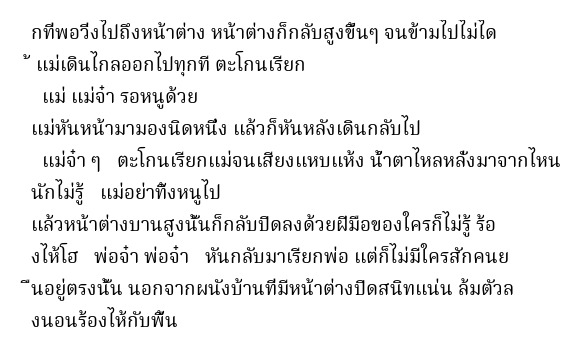 กทีพอวิ่งไปถึงหน้าต่าง หน้าต่างก็กลับสูงขึ้นๆ จนข้ามไปไม่ได
้ แม่เดินไกลออกไปทุกที ตะโกนเรียก
แม่ แม่จ๋า รอหนูด้วย
แม่หันหน้ามามองนิดหนึ่ง แล้วก็หันหลังเดินกลับไป
แม่จ๋า ๆ ตะโกนเรียกแม่จนเสียงแหบแห้ง น้ำตาไหลหลั่งมาจากไหน
นักไม่รู้ แม่อย่าทิ้งหนูไป
แล้วหน้าต่างบานสูงนั้นก็กลับปิดลงด้วยฝีมือของใครก็ไม่รู้ ร้อ
งไห้โฮ พ่อจ๋า พ่อจ๋า หันกลับมาเรียกพ่อ แต่ก็ไม่มีใครสักคนย
ืนอยู่ตรงนั้น นอกจากผนังบ้านที่มีหน้าต่างปิดสนิทแน่น ล้มตัวล
งนอนร้องไห้กับพื้น